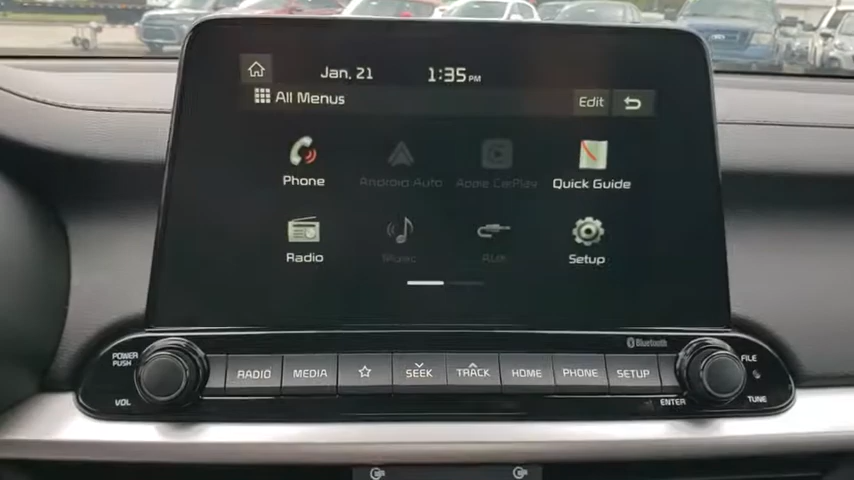 Jan. 21 1:35 PM
All Menus Edit
Phone Android Auto Apple CarPlay Quick Guide
Radio Music AUX Setup
Bluetooth
POWER PUSH
FILE
RADIO MEDIA SEEK TRACK HOME PHONE SETUP
VOL ENTER TUNE